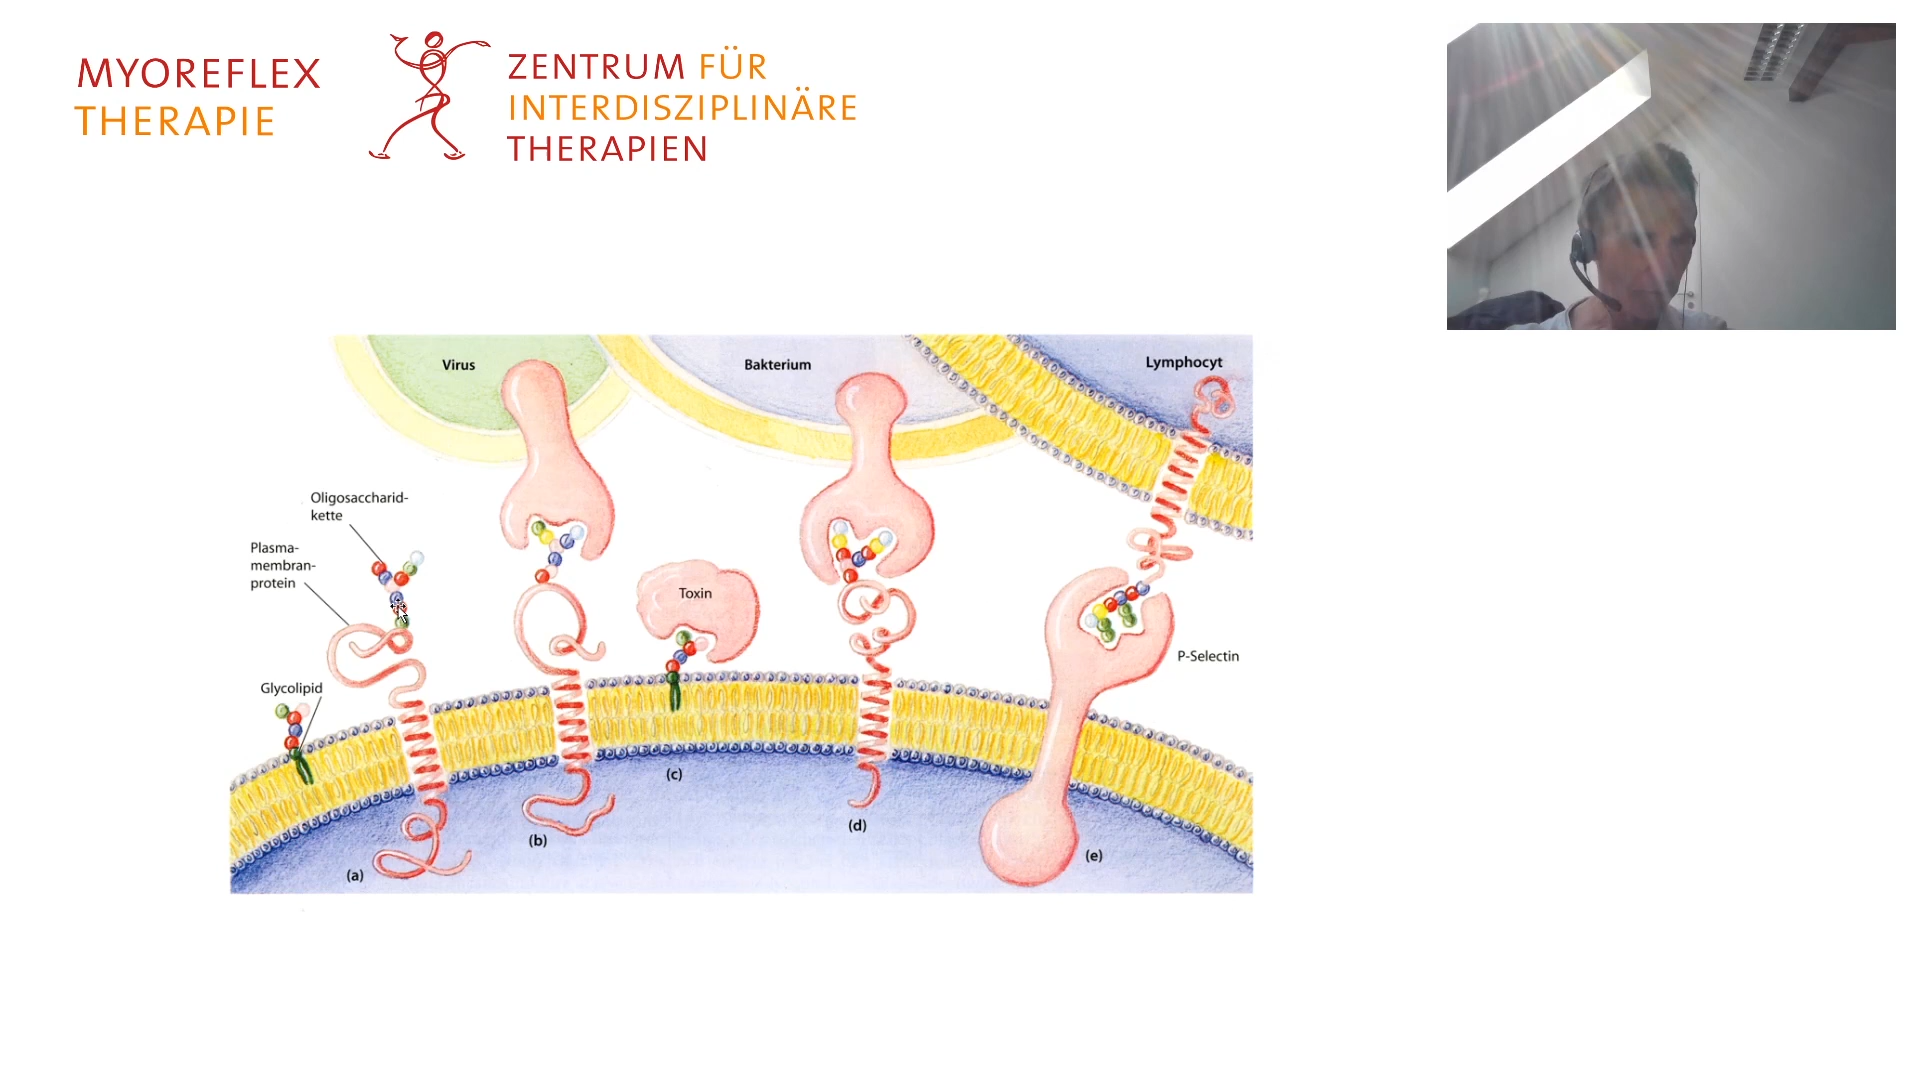 MYOREFLEX
THERAPIE
ZENTRUM FÜR
INTERDISZIPLINÄRE
THERAPIEN
Virus
Bakterium
Lymphocyt
Oligosaccharid-
kette
Plasma-
membran-
protein
Toxin
P-Selectin
Glycolipid
(a)
(b)
(c)
(d)
(e)